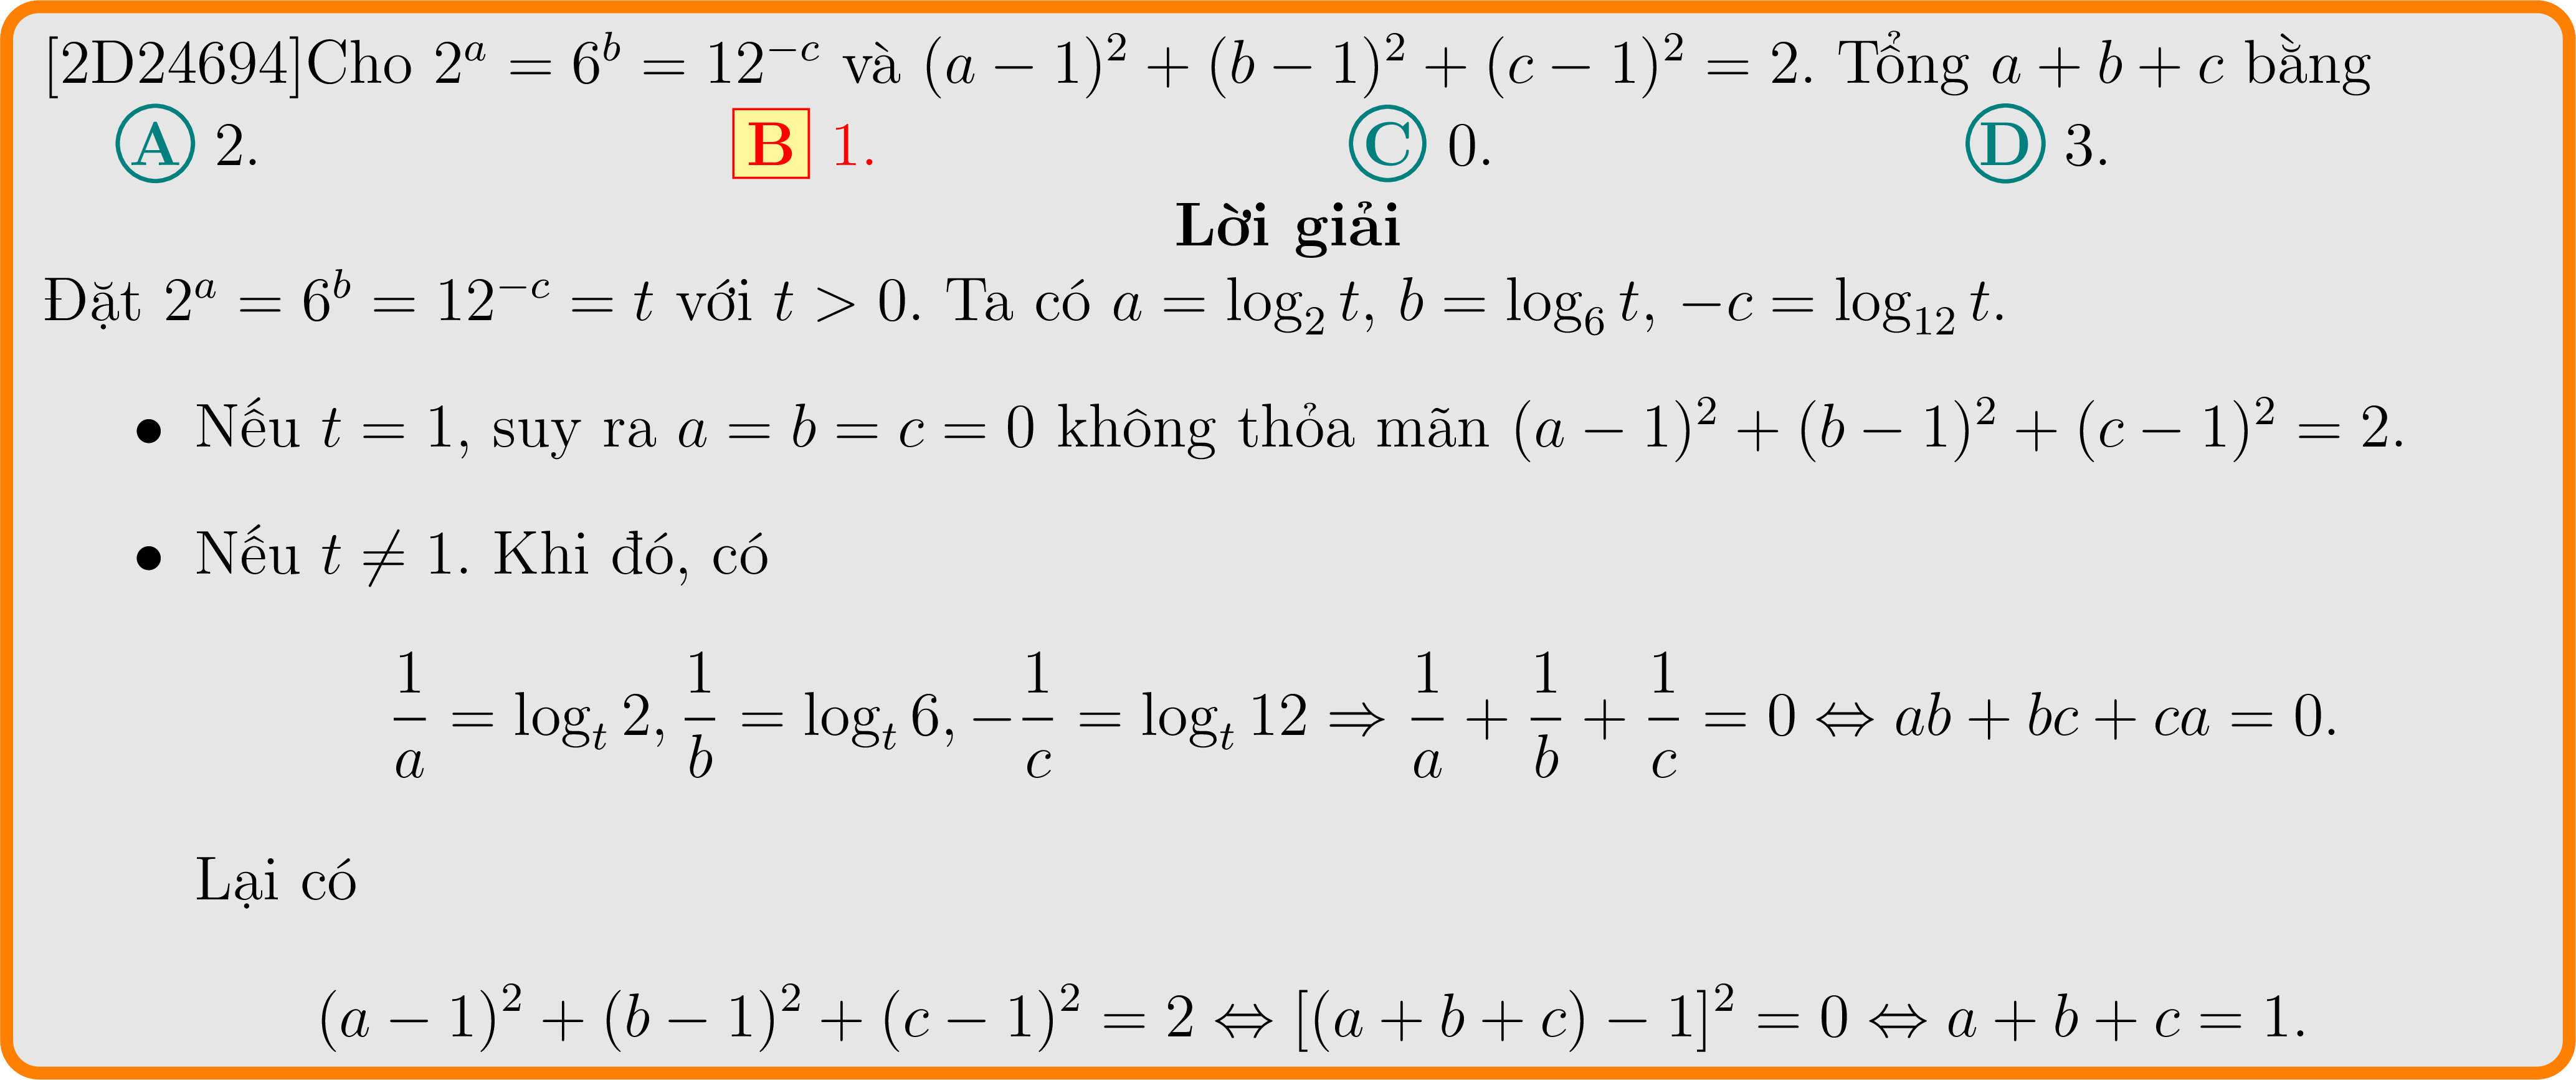 [2D24694]Cho $2^a = 6^b = 12^{-c}$ và $(a-1)^2 + (b-1)^2 + (c-1)^2 = 2$. Tổng $a+b+c$ bằng
A 2. B 1. C 0. D 3.
Lời giải
Đặt $2^a = 6^b = 12^{-c} = t$ với $t > 0$. Ta có $a = \log_2 t$, $b = \log_6 t$, $-c = \log_{12} t$.
• Nếu $t = 1$, suy ra $a = b = c = 0$ không thỏa mãn $(a-1)^2 + (b-1)^2 + (c-1)^2 = 2$.
• Nếu $t \neq 1$. Khi đó, có
$\frac{1}{a} = \log_t 2, \frac{1}{b} = \log_t 6, -\frac{1}{c} = \log_t 12 \Rightarrow \frac{1}{a} + \frac{1}{b} + \frac{1}{c} = 0 \Leftrightarrow ab + bc + ca = 0.$
Lại có
$(a-1)^2 + (b-1)^2 + (c-1)^2 = 2 \Leftrightarrow [(a+b+c)-1]^2 = 0 \Leftrightarrow a+b+c = 1.$